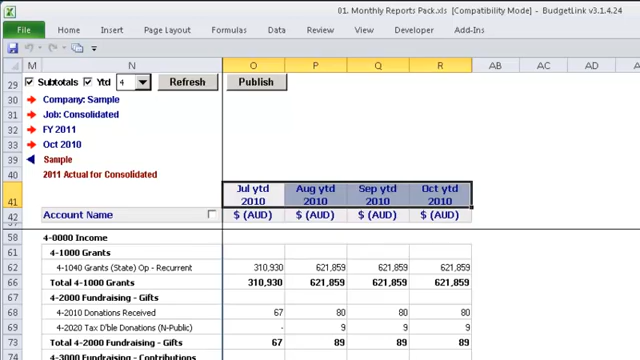 01. Monthly Reports Pack.xls [Compatibility Mode] - BudgetLink v3.1.4.24
File Home Insert Page Layout Formulas Data Review View Developer Add-Ins
M N O P Q R AB AC AD AE AF
29 Subtotals Ytd 4 Refresh Publish
30 Company: Sample
31 Job: Consolidated
32 FY 2011
33 Oct 2010
39 Sample
40 2011 Actual for Consolidated
41 Jul ytd 2010 Aug ytd 2010 Sep ytd 2010 Oct ytd 2010
42 Account Name $ (AUD) $ (AUD) $ (AUD) $ (AUD)
58 4-0000 Income
61 4-1000 Grants
62 4-1040 Grants (State) Op - Recurrent 310,930 621,859 621,859 621,859
66 Total 4-1000 Grants 310,930 621,859 621,859 621,859
67 4-2000 Fundraising - Gifts
68 4-2010 Donations Received 67 80 80 80
69 4-2020 Tax D'ble Donations (N-Public) - 9 9 9
73 Total 4-2000 Fundraising - Gifts 67 89 89 89
74 4-3000 Fundraising - Contributions